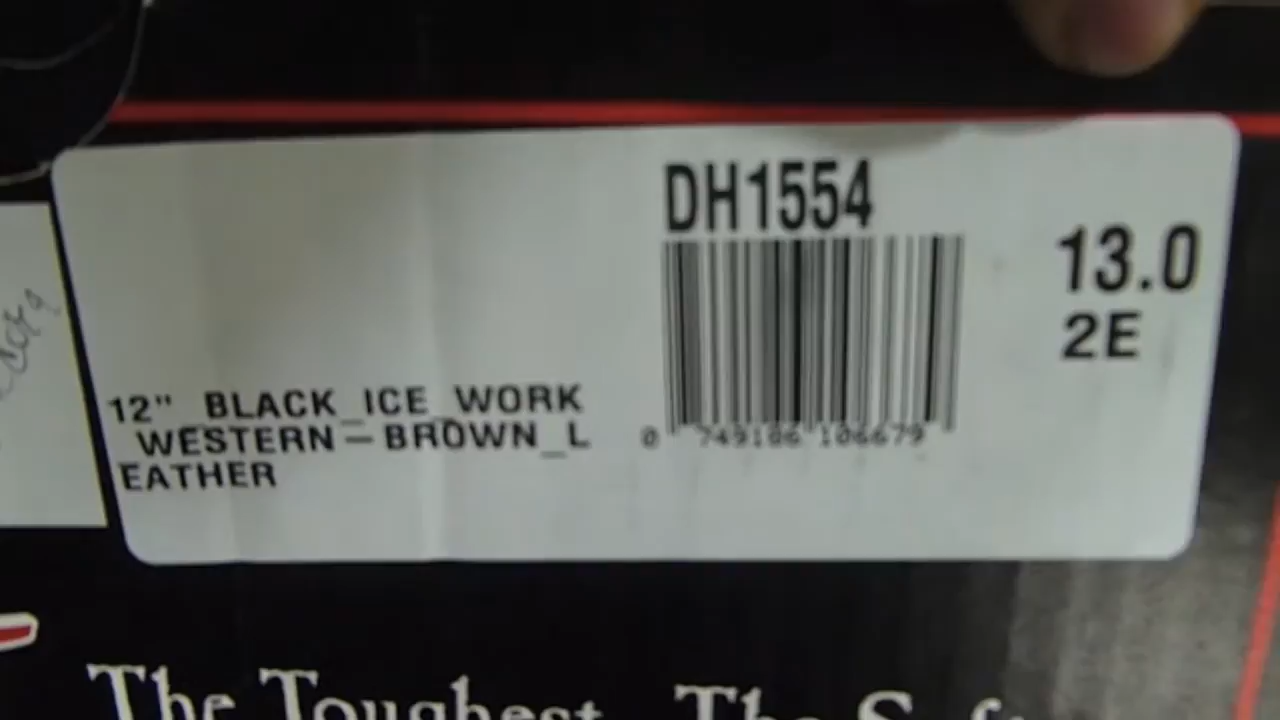 DH1554
13.0
2E
12" BLACK_ICE_WORK
WESTERN-BROWN_L
EATHER
0 749106 106679
The Toughest. The